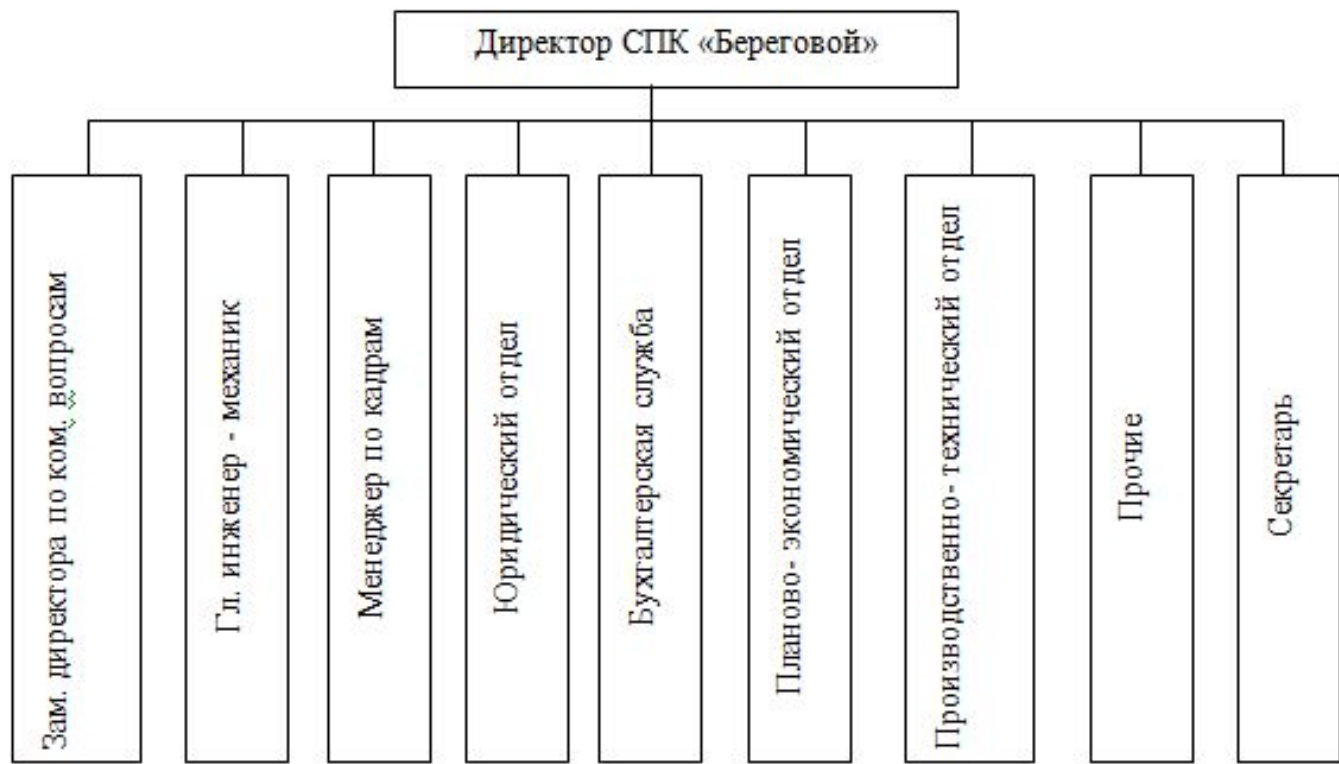 Директор СПК «Береговой»
Зам. директора по ком. вопросам
Гл. инженер - механик
Менеджер по кадрам
Юридический отдел
Бухгалтерская служба
Планово- экономический отдел
Производственно- технический отдел
Прочие
Секретарь